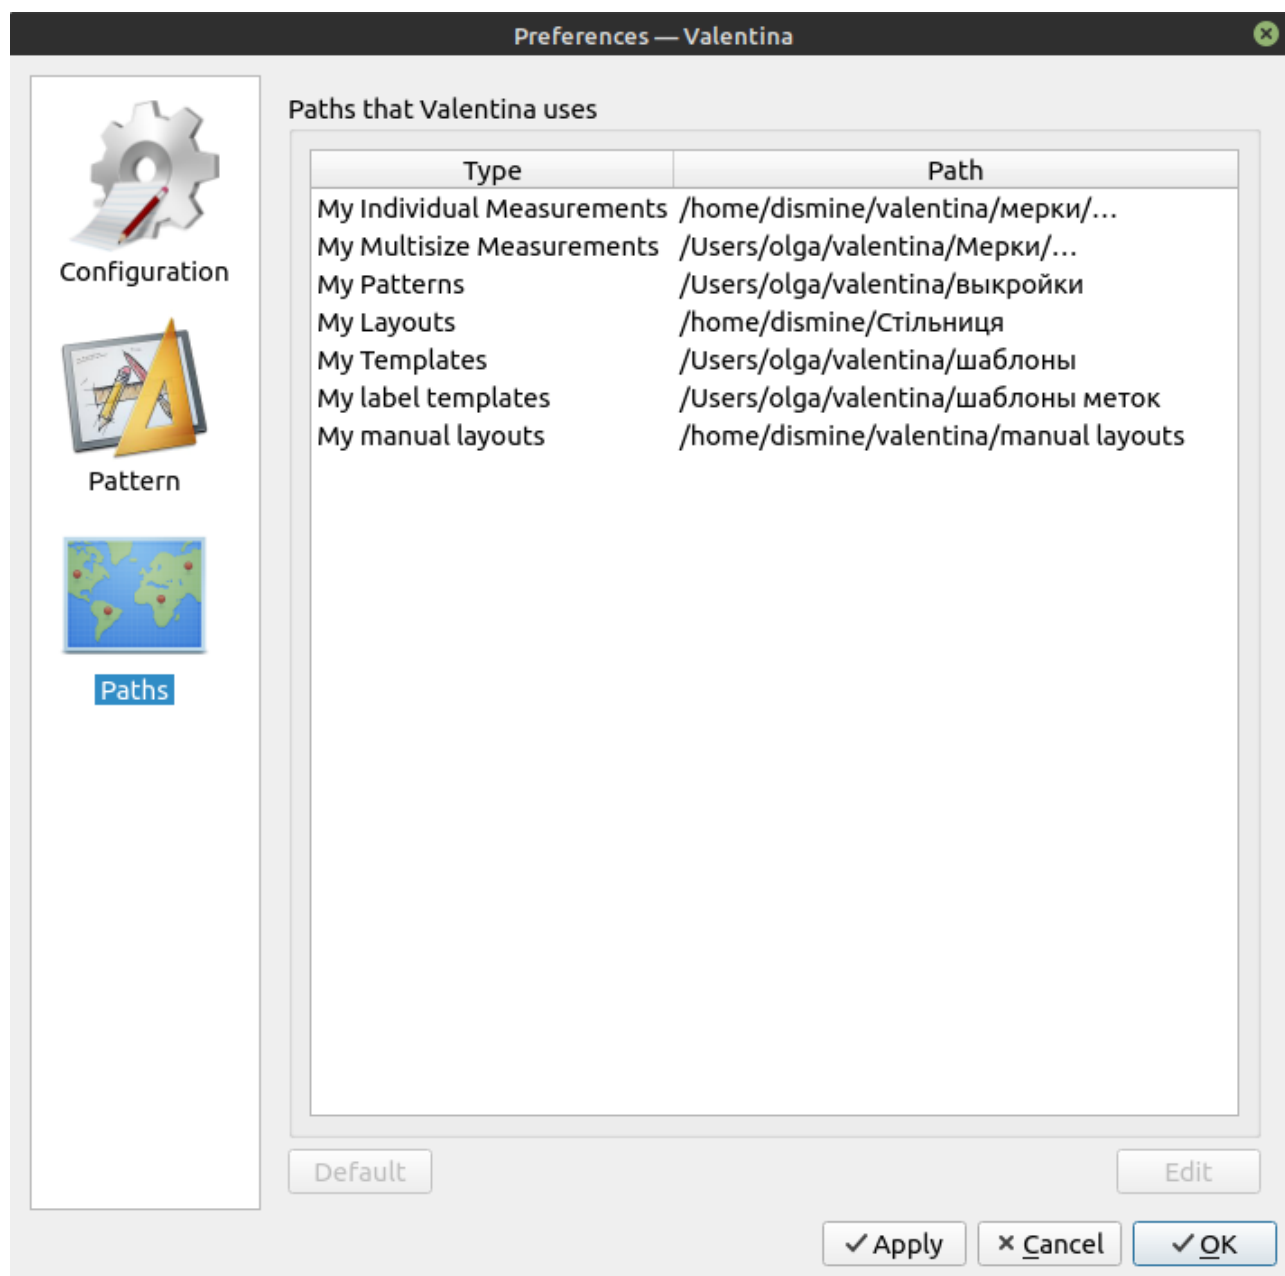 Preferences — Valentina
Configuration
Pattern
Paths
Paths that Valentina uses
Type Path
My Individual Measurements /home/dismine/valentina/мерки/…
My Multisize Measurements /Users/olga/valentina/Мерки/…
My Patterns /Users/olga/valentina/выкройки
My Layouts /home/dismine/Стільниця
My Templates /Users/olga/valentina/шаблоны
My label templates /Users/olga/valentina/шаблоны меток
My manual layouts /home/dismine/valentina/manual layouts
Default Edit
Apply Cancel OK